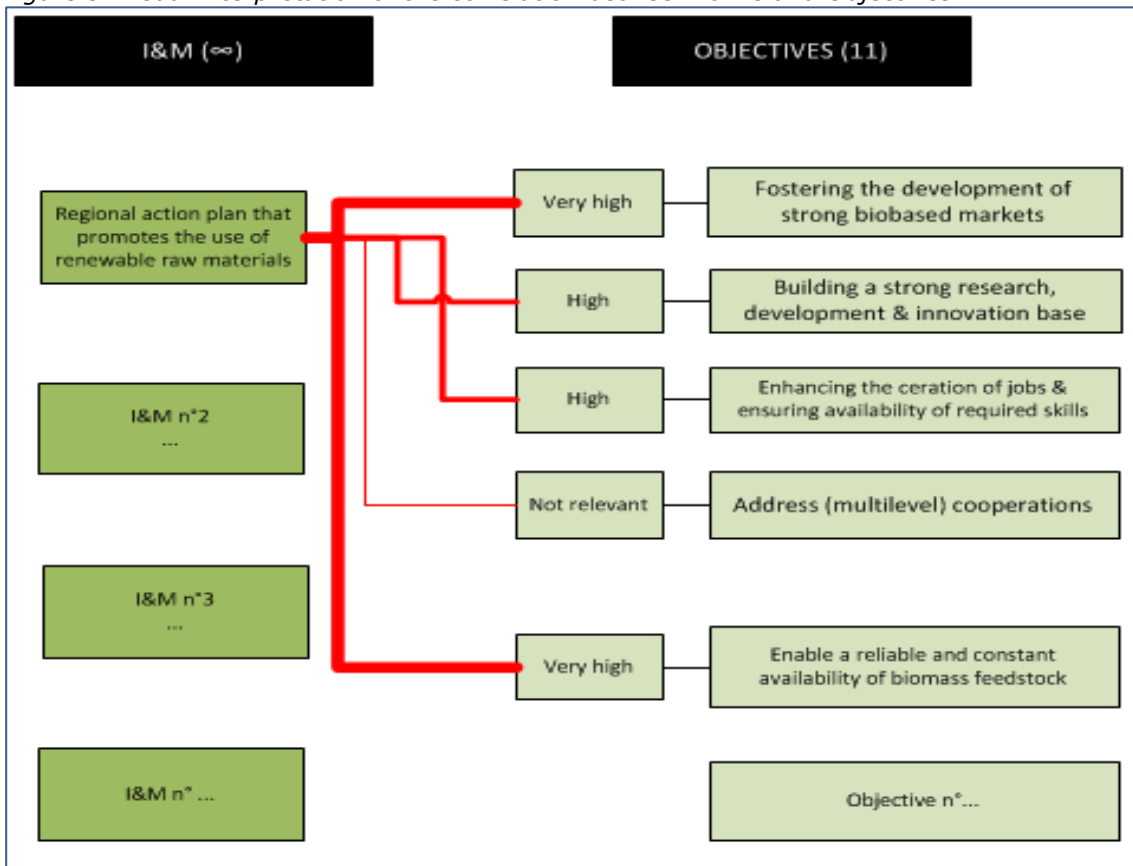 I&M (∞)
OBJECTIVES (11)
Regional action plan that
promotes the use of
renewable raw materials
Very high
Fostering the development of
strong biobased markets
High
Building a strong research,
development & innovation base
High
Enhancing the ceration of jobs &
ensuring availability of required skills
I&M n°2
...
Not relevant
Address (multilevel) cooperations
I&M n°3
...
Very high
Enable a reliable and constant
availability of biomass feedstock
I&M n° ...
Objective n°...